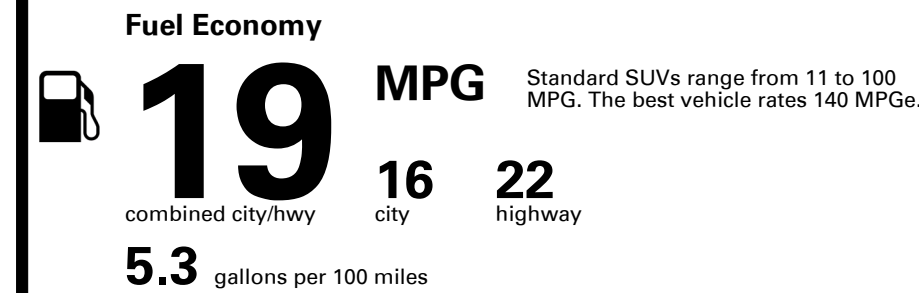 Fuel Economy
19 MPG
Standard SUVs range from 11 to 100
MPG. The best vehicle rates 140 MPGe.
16 22
combined city/hwy city highway
5.3 gallons per 100 miles